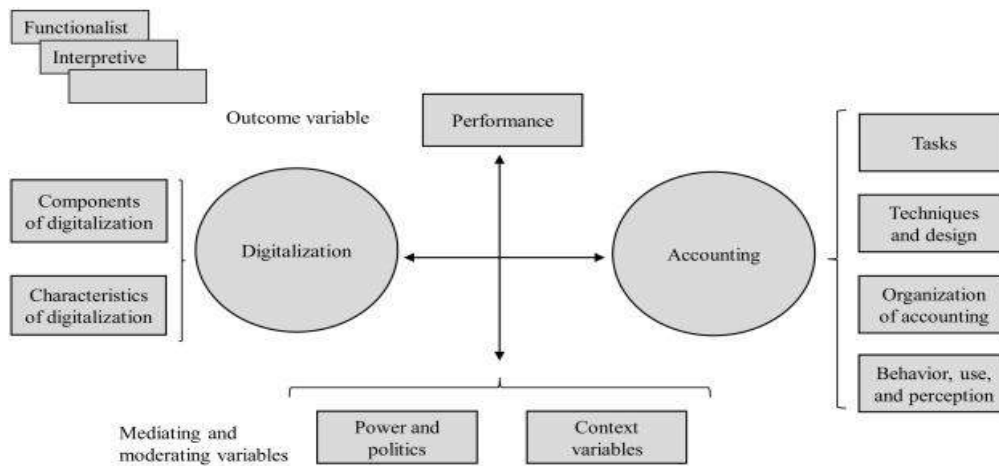 Functionalist
Interpretive
Outcome variable
Performance
Components
of digitalization
Characteristics
of digitalization
Digitalization
Accounting
Tasks
Techniques
and design
Organization
of accounting
Behavior, use,
and perception
Mediating and
moderating variables
Power and
politics
Context
variables